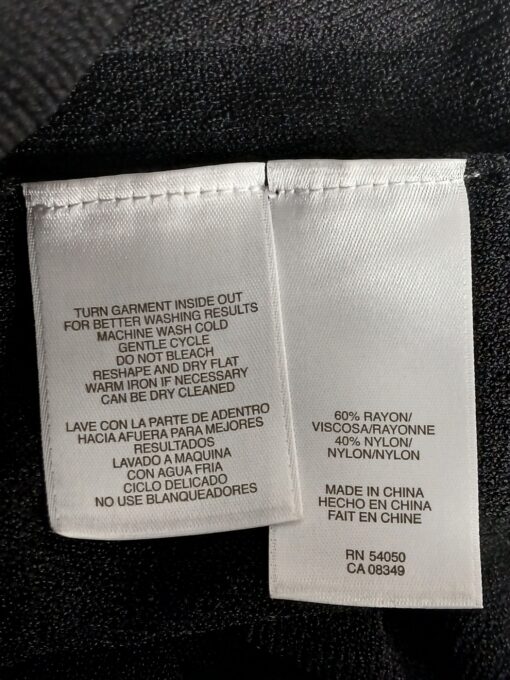 TURN GARMENT INSIDE OUT
FOR BETTER WASHING RESULTS
MACHINE WASH COLD
GENTLE CYCLE
DO NOT BLEACH
RESHAPE AND DRY FLAT
WARM IRON IF NECESSARY
CAN BE DRY CLEANED
LAVE CON LA PARTE DE ADENTRO
HACIA AFUERA PARA MEJORES
RESULTADOS
LAVADO A MAQUINA
CON AGUA FRIA
CICLO DELICADO
NO USE BLANQUEADORES
60% RAYON/
VISCOSA/RAYONNE
40% NYLON/
NYLON/NYLON
MADE IN CHINA
HECHO EN CHINA
FAIT EN CHINE
RN 54050
CA 08349